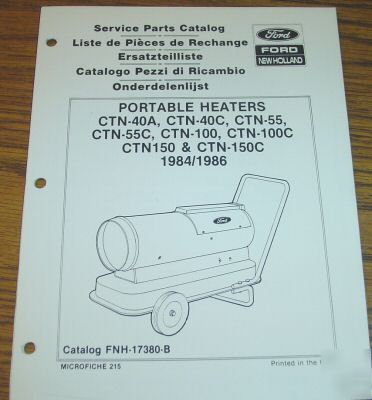 Service Parts Catalog
Liste de Pièces de Rechange
Ersatzteilliste
Catalogo Pezzi di Ricambio
Onderdelenlijst
Ford
FORD
NEW HOLLAND
PORTABLE HEATERS
CTN-40A, CTN-40C, CTN-55,
CTN-55C, CTN-100, CTN-100C
CTN150 & CTN-150C
1984/1986
Ford
Catalog FNH-17380-B
MICROFICHE 215
Printed in the